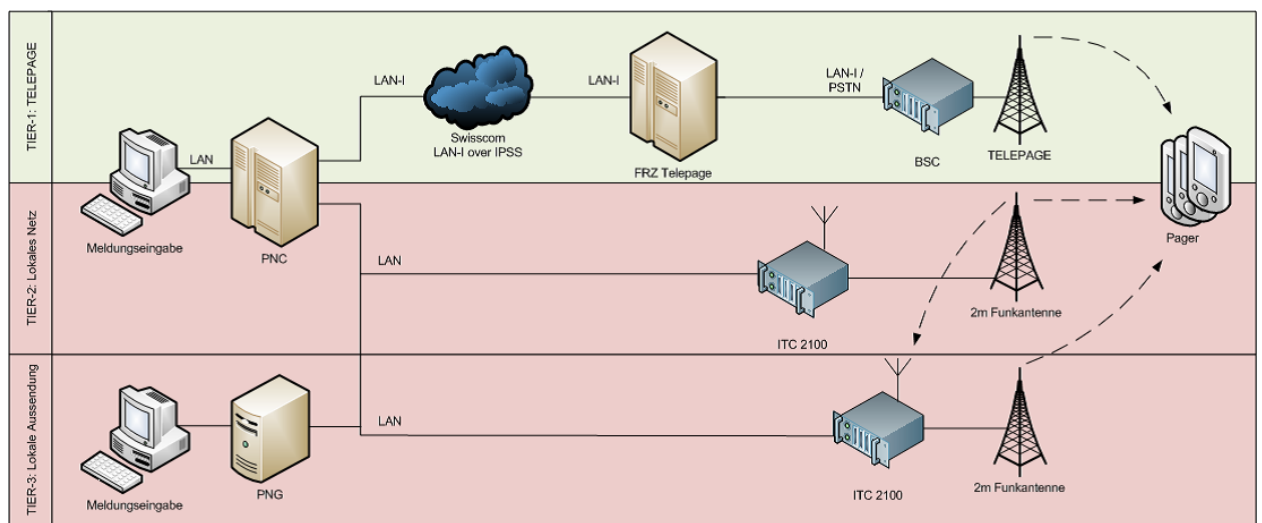 TIER-1: TELEPAGE
LAN
Meldungseingabe
PNC
LAN-I
Swisscom
LAN-I over IPSS
LAN-I
FRZ Telepage
LAN-I /
PSTN
BSC
TELEPAGE
Pager
TIER-2: Lokales Netz
LAN
ITC 2100
2m Funkantenne
TIER-3: Lokale Aussendung
Meldungseingabe
PNG
LAN
ITC 2100
2m Funkantenne